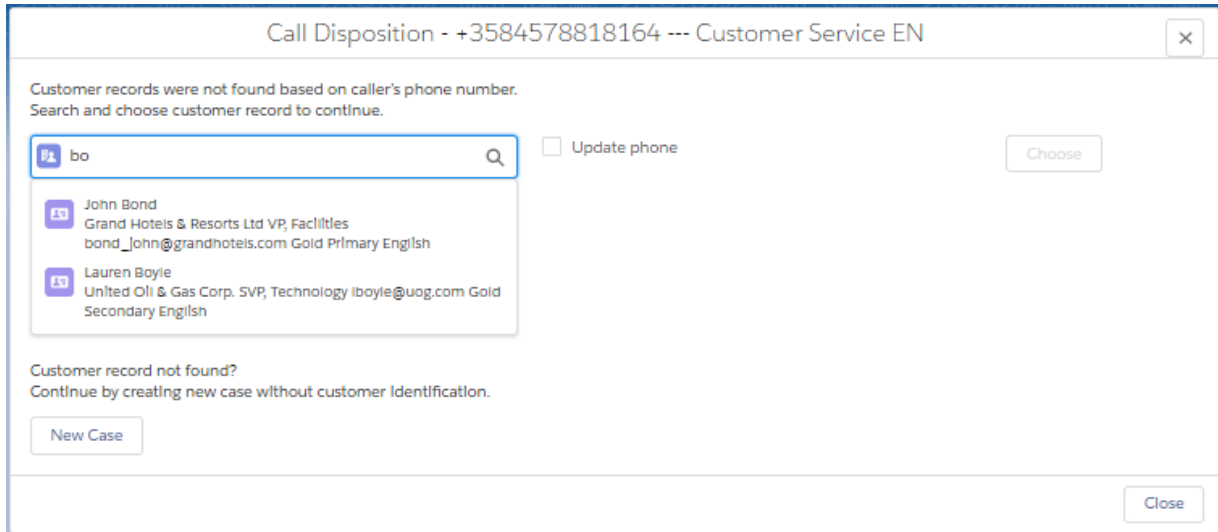 Call Disposition - +3584578818164 --- Customer Service EN
Customer records were not found based on caller's phone number.
Search and choose customer record to continue.
bo
Update phone
Choose
John Bond
Grand Hotels & Resorts Ltd VP, Facilities
bond_john@grandhotels.com Gold Primary English
Lauren Boyle
United Oil & Gas Corp. SVP, Technology lboyle@uog.com Gold
Secondary English
Customer record not found?
Continue by creating new case without customer identification.
New Case
Close